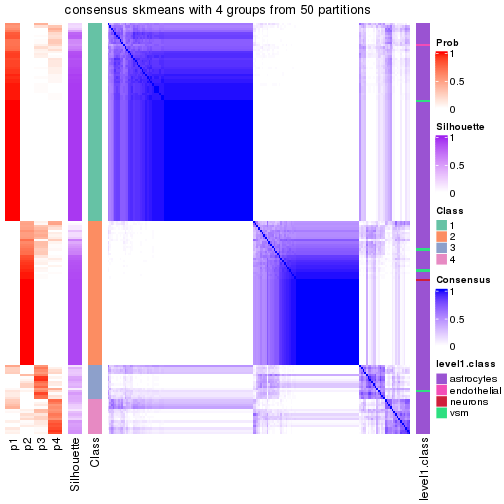 consensus skmeans with 4 groups from 50 partitions
Prob
1
0.5
0
Silhouette
1
0.5
0
Class
1
2
3
4
Consensus
1
0.5
0
level1.class
astrocytes
endothelial
neurons
vsm
p1
p2
p3
p4
Silhouette
Class
level1.class